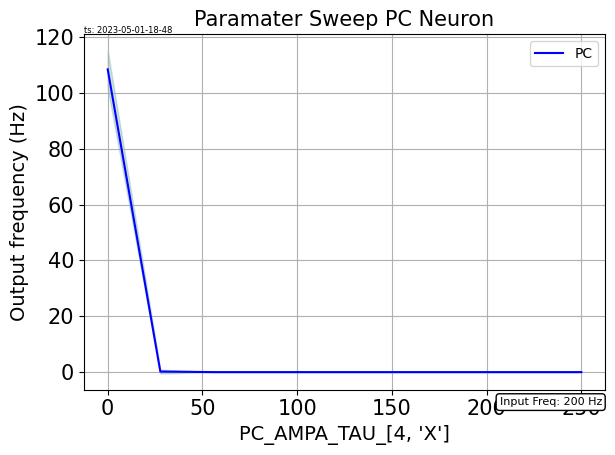 Paramater Sweep PC Neuron
ts: 2023-05-01-18-48
PC
120
100
80
60
40
20
0
Output frequency (Hz)
0 50 100 150 200 250
Input Freq: 200 Hz
PC_AMPA_TAU_[4, 'X']